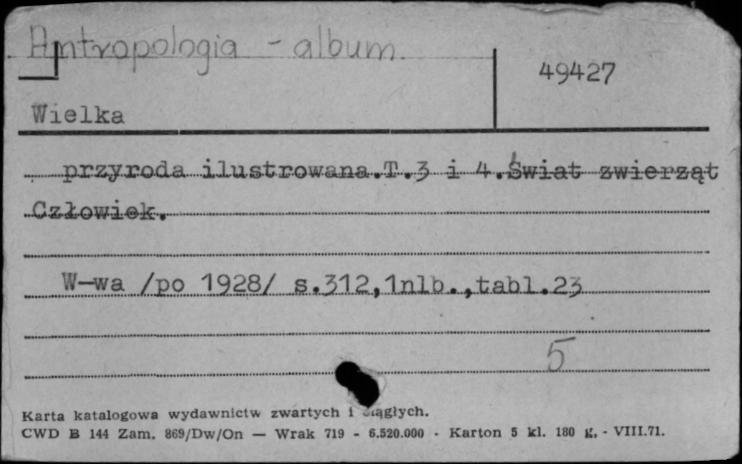 Antropologia - album
49427
Wielka
przyroda ilustrowana.T.3 i 4.Świat zwierząt
Człowiek.
W-wa /po 1928/ s.312,1nlb.,tabl.23
5
Karta katalogowa wydawnictw zwartych i ciągłych.
CWD B 144 Zam. 869/Dw/On — Wrak 719 - 6.520.000 - Karton 5 kl. 180 g. - VIII.71.